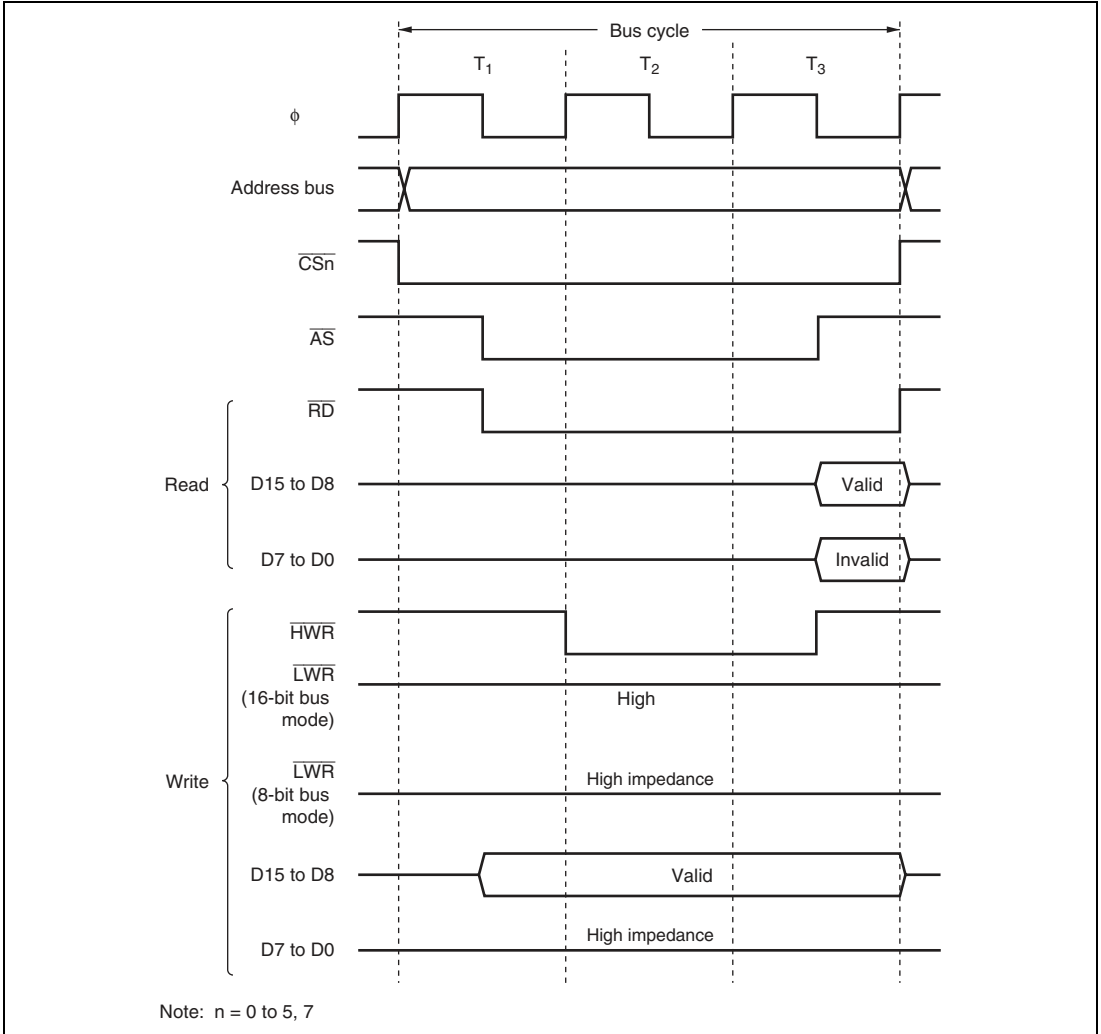 Bus cycle
T1 T2 T3
ϕ
Address bus
CSn
AS
RD
Read
D15 to D8
Valid
D7 to D0
Invalid
HWR
LWR
(16-bit bus
mode)
High
Write
LWR
(8-bit bus
mode)
High impedance
D15 to D8
Valid
D7 to D0
High impedance
Note: n = 0 to 5, 7